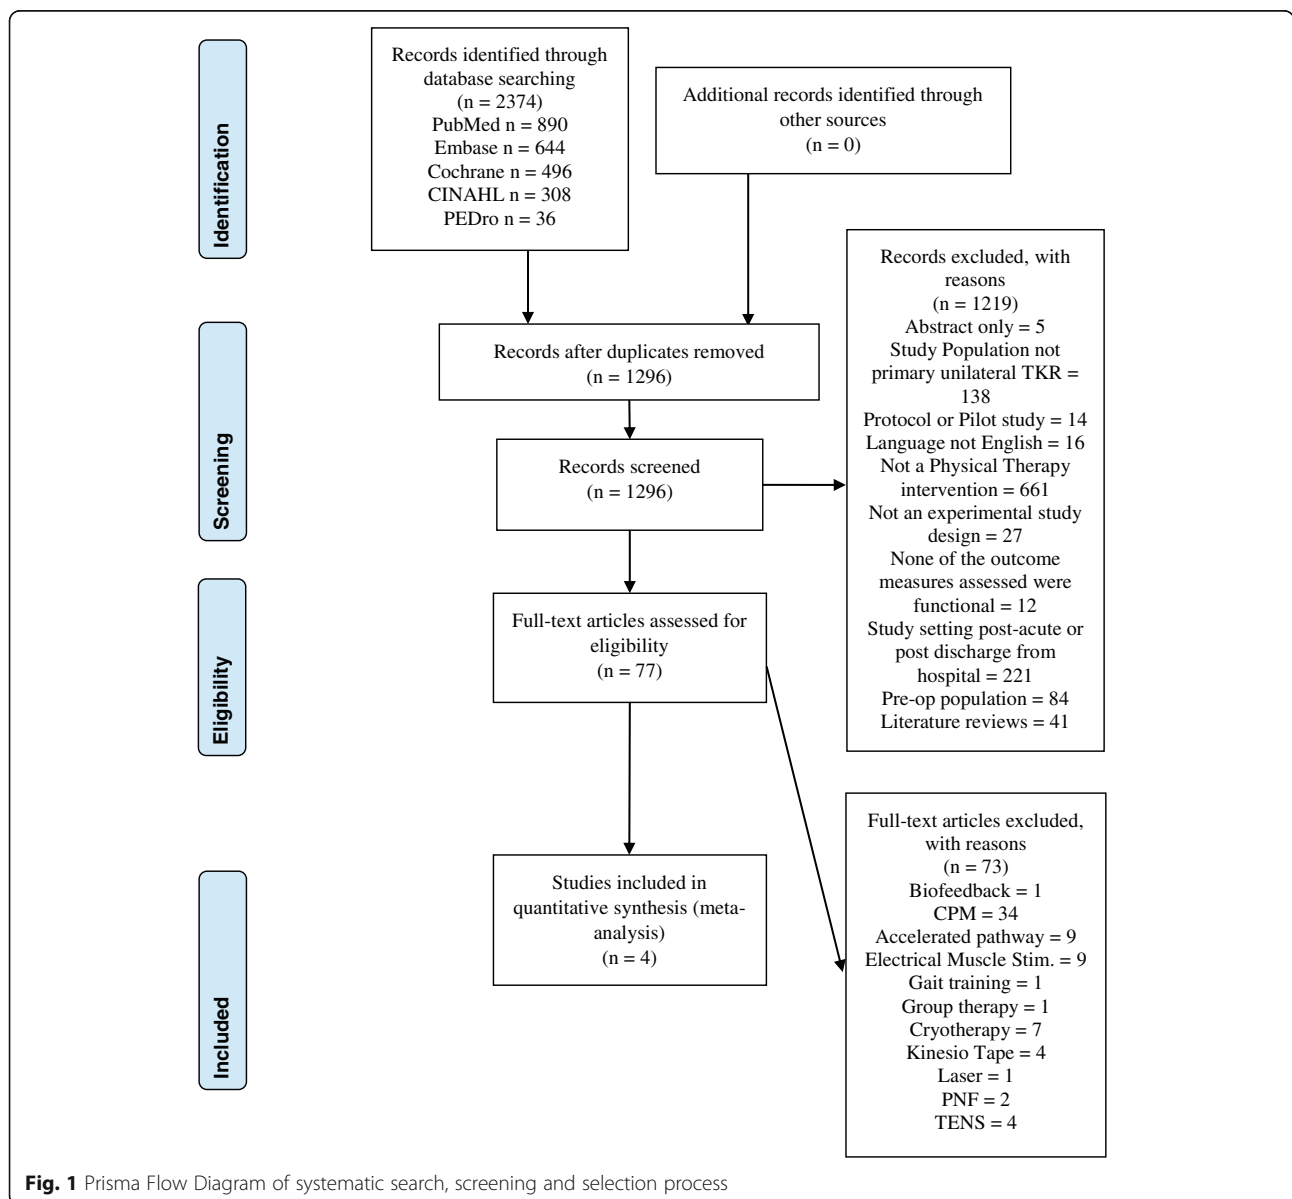 Identification
Records identified through
database searching
(n = 2374)
PubMed n = 890
Embase n = 644
Cochrane n = 496
CINAHL n = 308
PEDro n = 36
Additional records identified through
other sources
(n = 0)
Records excluded, with
reasons
(n = 1219)
Abstract only = 5
Study Population not
primary unilateral TKR =
138
Protocol or Pilot study = 14
Language not English = 16
Not a Physical Therapy
intervention = 661
Not an experimental study
design = 27
None of the outcome
measures assessed were
functional = 12
Study setting post-acute or
post discharge from
hospital = 221
Pre-op population = 84
Literature reviews = 41
Screening
Records after duplicates removed
(n = 1296)
Records screened
(n = 1296)
Eligibility
Full-text articles assessed for
eligibility
(n = 77)
Full-text articles excluded,
with reasons
(n = 73)
Biofeedback = 1
CPM = 34
Accelerated pathway = 9
Electrical Muscle Stim. = 9
Gait training = 1
Group therapy = 1
Cryotherapy = 7
Kinesio Tape = 4
Laser = 1
PNF = 2
TENS = 4
Included
Studies included in
quantitative synthesis (meta-
analysis)
(n = 4)
Fig. 1 Prisma Flow Diagram of systematic search, screening and selection process